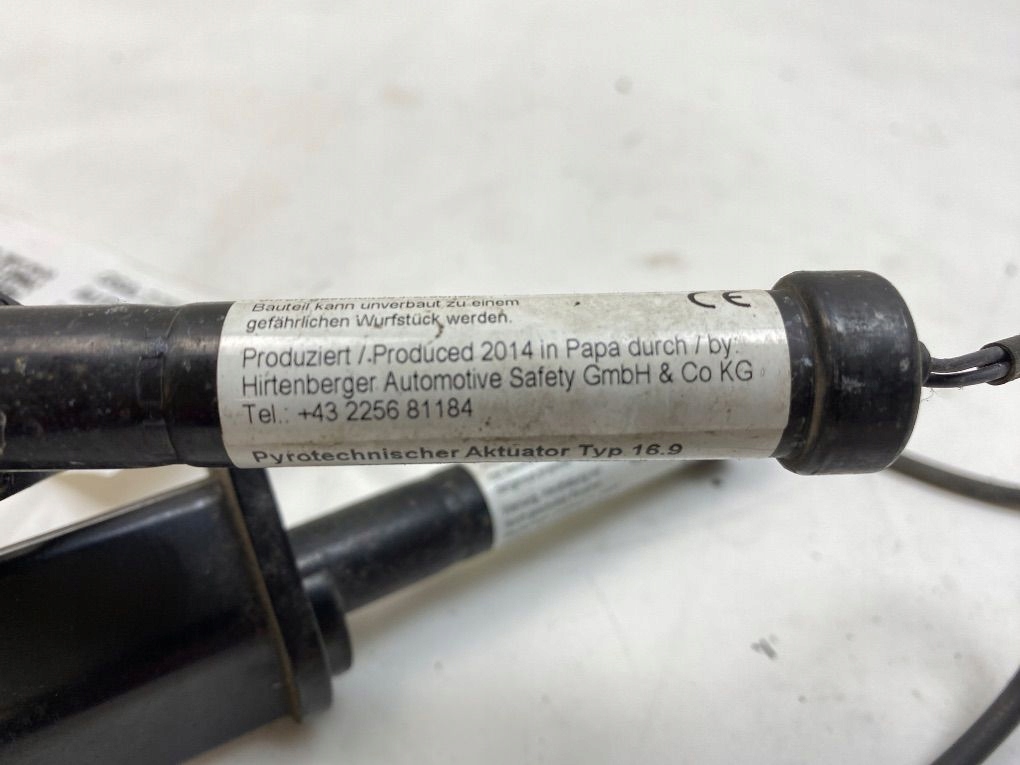 Bauteil kann unverbaut zu einem
gefährlichen Wurfstück werden.
CE
Produziert / Produced 2014 in Papa durch / by:
Hirtenberger Automotive Safety GmbH & Co KG
Tel.: +43 2256 81184
Pyrotechnischer Aktuator Typ 16.9